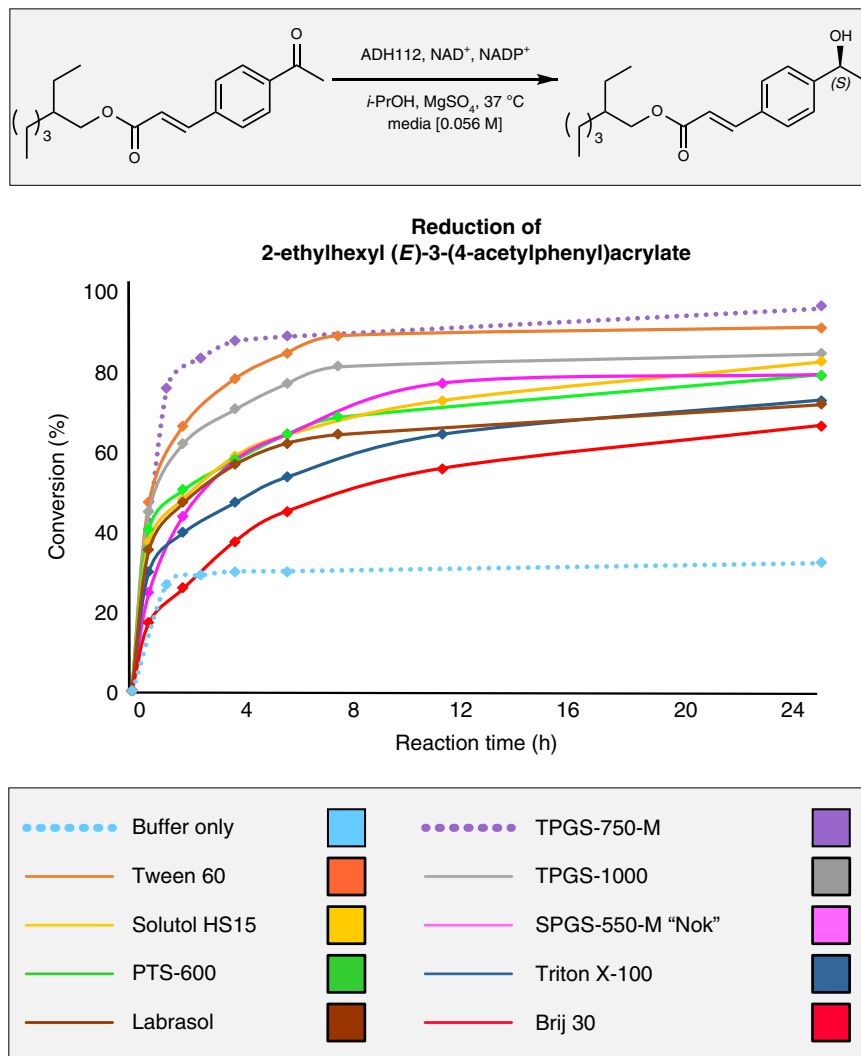 ADH112, NAD⁺, NADP⁺
i-PrOH, MgSO₄, 37 °C
media [0.056 M]
O
O
O
3
OH
(S)
O
O
3
Reduction of
2-ethylhexyl (E)-3-(4-acetylphenyl)acrylate
Conversion (%)
100
80
60
40
20
0
0 4 8 12 16 20 24
Reaction time (h)
Buffer only
TPGS-750-M
Tween 60
TPGS-1000
Solutol HS15
SPGS-550-M “Nok”
PTS-600
Triton X-100
Labrasol
Brij 30